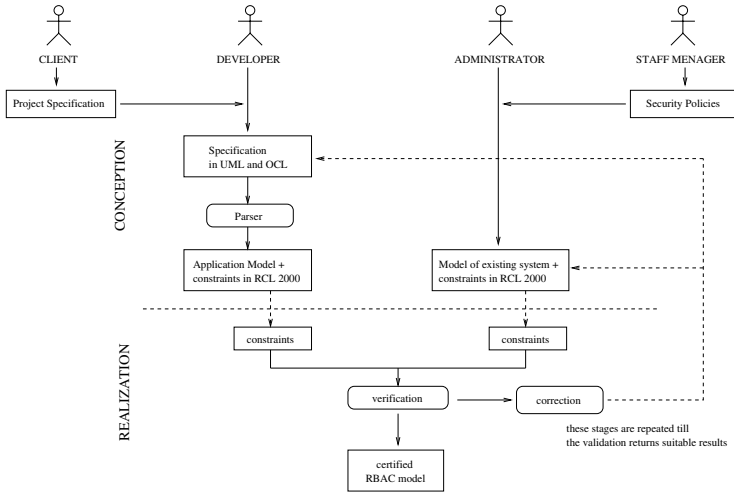 CLIENT
DEVELOPER
ADMINISTRATOR
STAFF MENAGER
Project Specification
Security Policies
CONCEPTION
Specification
in UML and OCL
Parser
Application Model +
constraints in RCL 2000
Model of existing system +
constraints in RCL 2000
REALIZATION
constraints
constraints
verification
correction
these stages are repeated till
the validation returns suitable results
certified
RBAC model